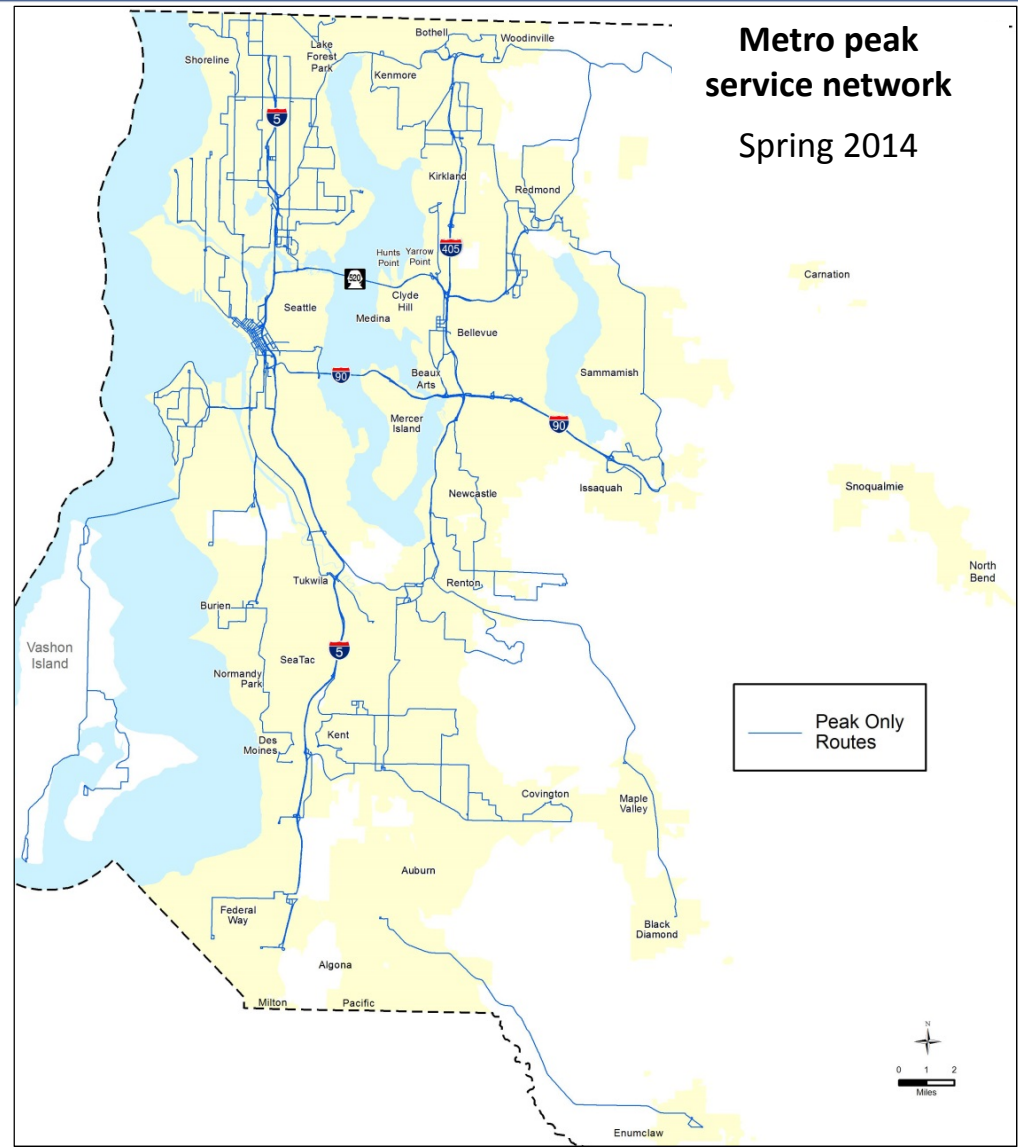 Metro peak
service network
Spring 2014
Bothell
Woodinville
Lake
Forest
Park
Shoreline
Kenmore
5
Kirkland
Redmond
405
Hunts
Point
Yarrow
Point
520
Carnation
Clyde
Hill
Seattle
Medina
Bellevue
90
Beaux
Arts
Sammamish
Mercer
Island
90
Newcastle
Issaquah
Snoqualmie
North
Bend
Tukwila
Renton
Burien
Vashon
Island
5
SeaTac
Normandy
Park
Peak Only
Routes
Des
Moines
Kent
Covington
Maple
Valley
Auburn
Federal
Way
Black
Diamond
Algona
Milton
Pacific
N
0 1 2
Miles
Enumclaw